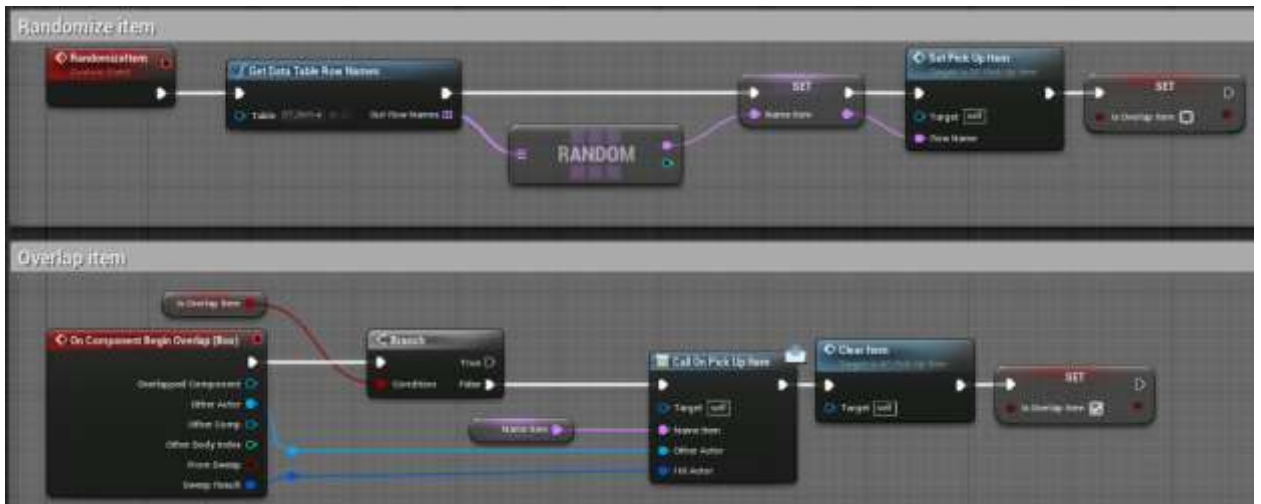 Randomize item
RandomizeItem
Custom Event
Get Data Table Row Names
Table
Out Row Names
RANDOM
SET
Name Item
Set Pick Up Item
Target self
Row Name
SET
Is Overlap Item
Overlap item
Is Overlap Item
On Component Begin Overlap (Box)
Overlapped Component
Other Actor
Other Comp
Other Body Index
From Sweep
Sweep Result
Branch
Condition
True
False
Name Item
Call On Pick Up Item
Target self
Name Item
Other Actor
Hit Actor
Clear Item
Target self
SET
Is Overlap Item